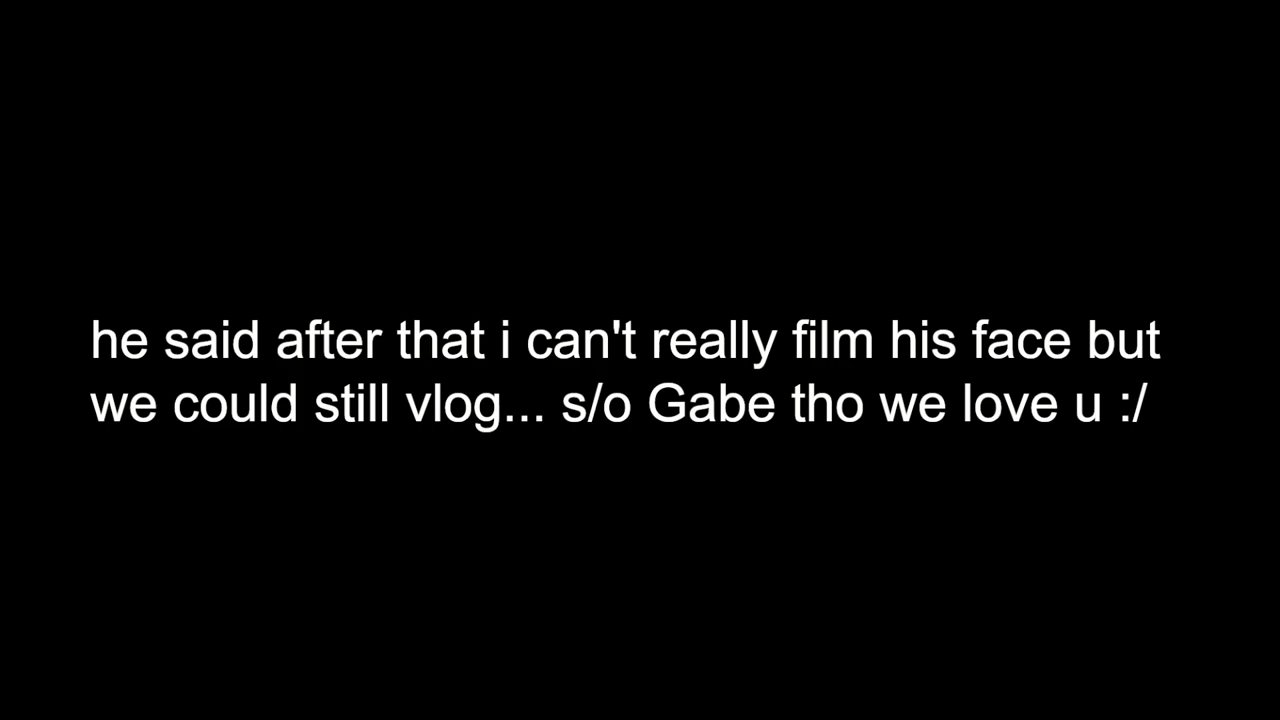 he said after that i can't really film his face but
we could still vlog... s/o Gabe tho we love u :/